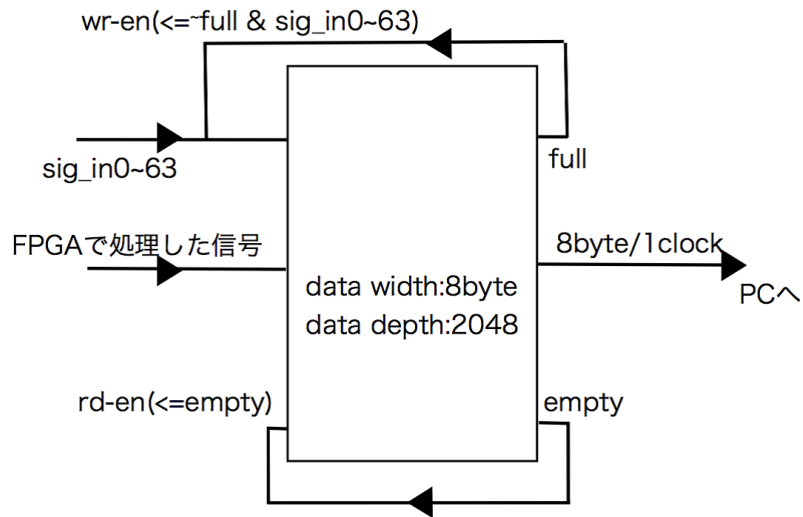 wr-en(<=~full & sig_in0~63)
sig_in0~63
full
FPGAで処理した信号
8byte/1clock
PCへ
data width:8byte
data depth:2048
rd-en(<=empty)
empty